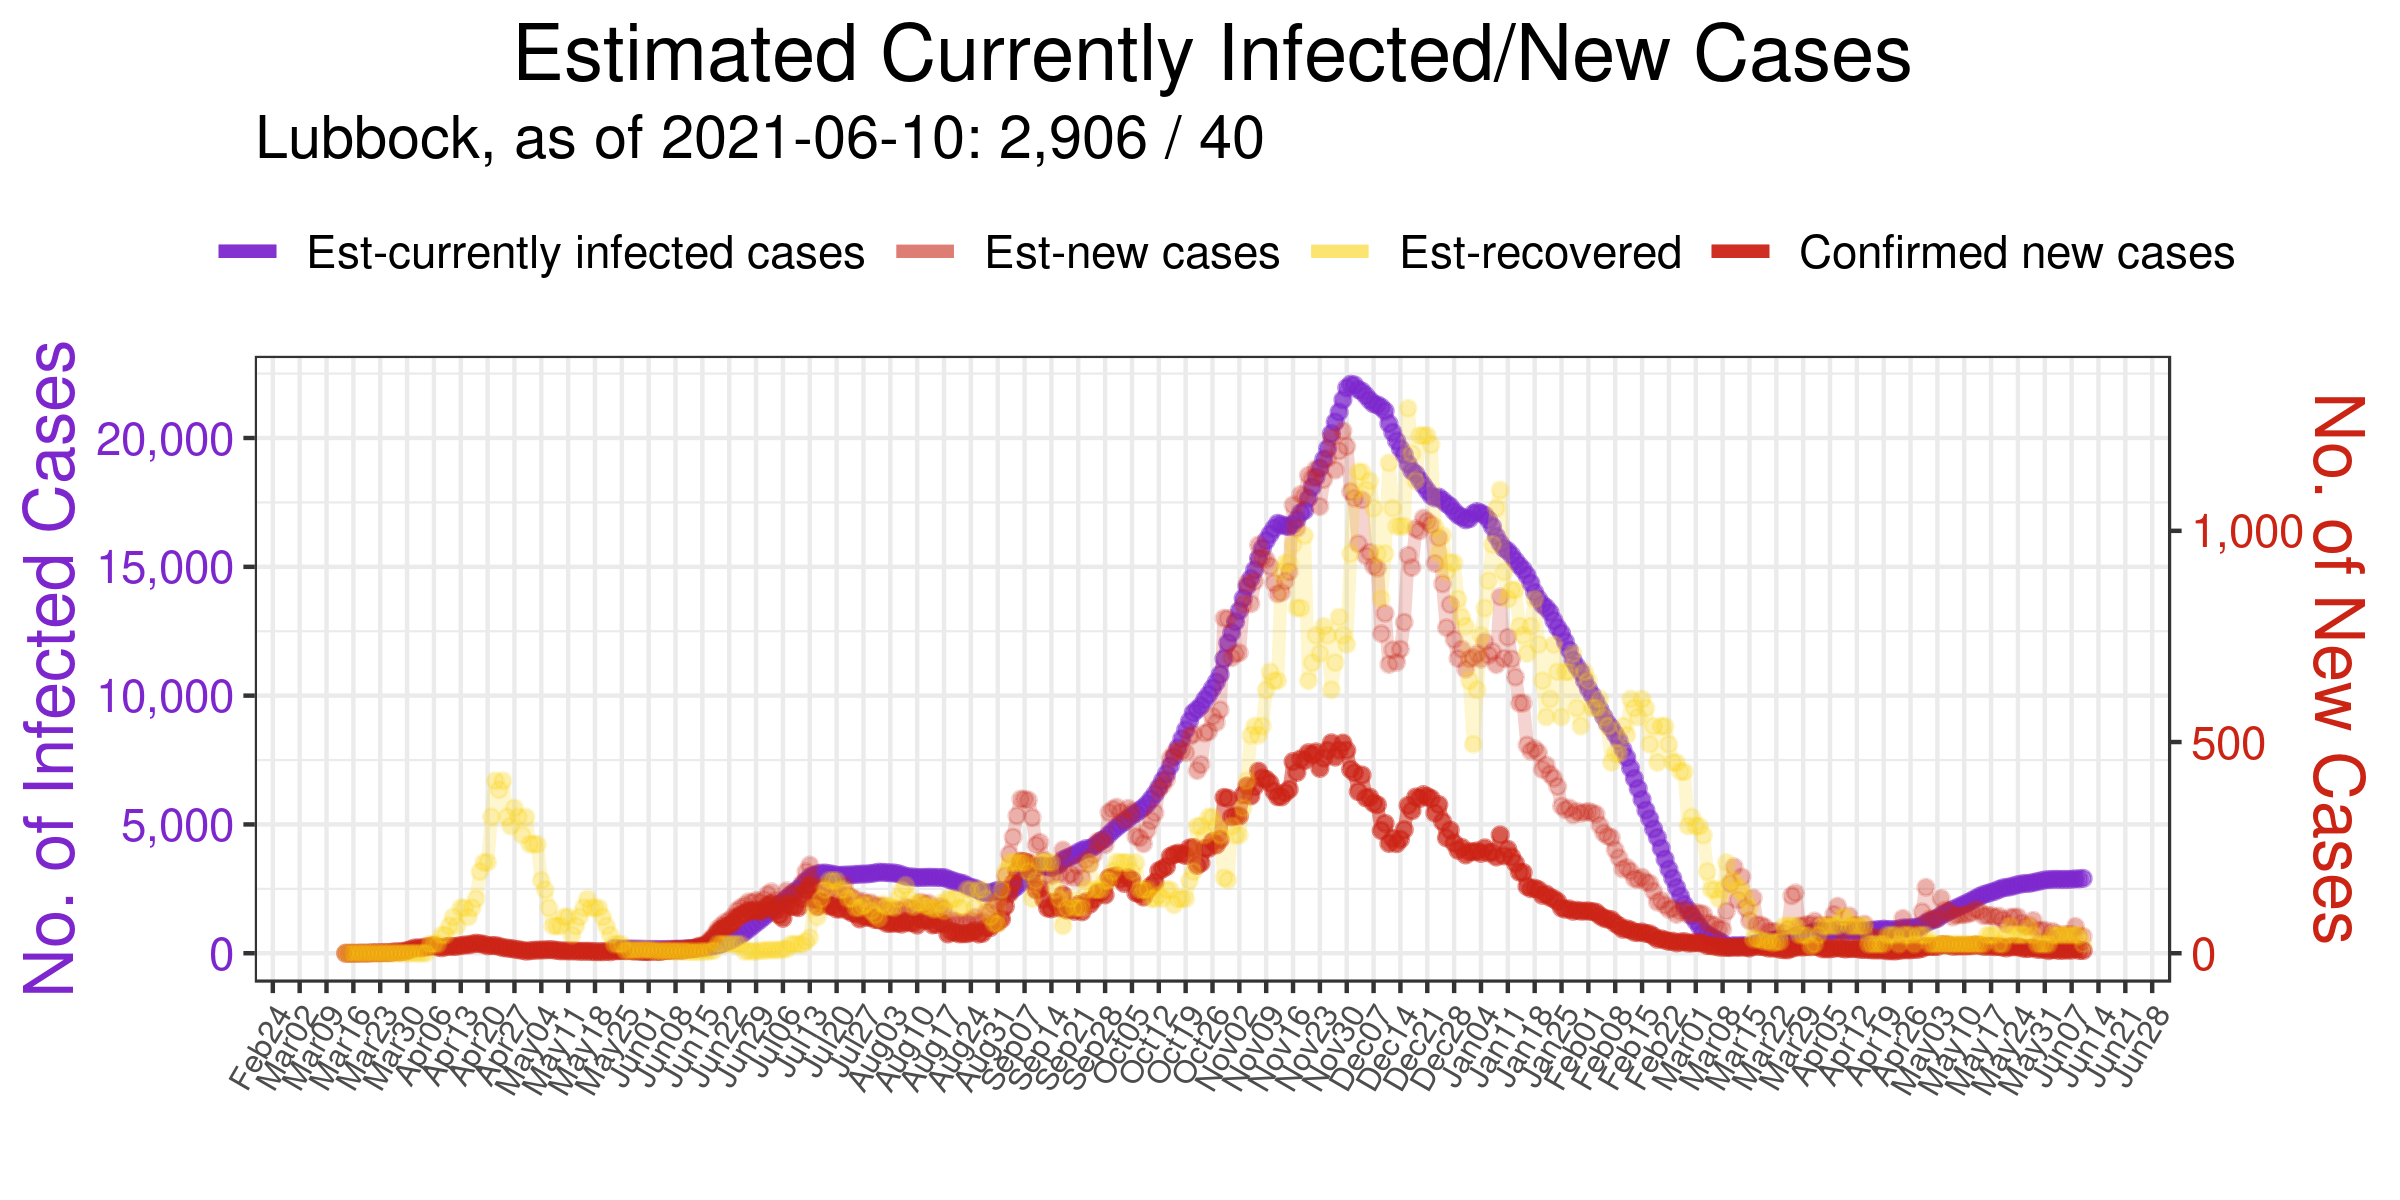 Estimated Currently Infected/New Cases
Lubbock, as of 2021-06-10: 2,906 / 40
Est-currently infected cases
Est-new cases
Est-recovered
Confirmed new cases
No. of Infected Cases
20,000
15,000
10,000
5,000
0
No. of New Cases
1,000
500
0
Feb24
Mar02
Mar09
Mar16
Mar23
Mar30
Apr06
Apr13
Apr20
Apr27
May04
May11
May18
May25
Jun01
Jun08
Jun15
Jun22
Jun29
Jul06
Jul13
Jul20
Jul27
Aug03
Aug10
Aug17
Aug24
Aug31
Sep07
Sep14
Sep21
Sep28
Oct05
Oct12
Oct19
Oct26
Nov02
Nov09
Nov16
Nov23
Nov30
Dec07
Dec14
Dec21
Dec28
Jan04
Jan11
Jan18
Jan25
Feb01
Feb08
Feb15
Feb22
Mar01
Mar08
Mar15
Mar22
Mar29
Apr05
Apr12
Apr19
Apr26
May03
May10
May17
May24
May31
Jun07
Jun14
Jun21
Jun28